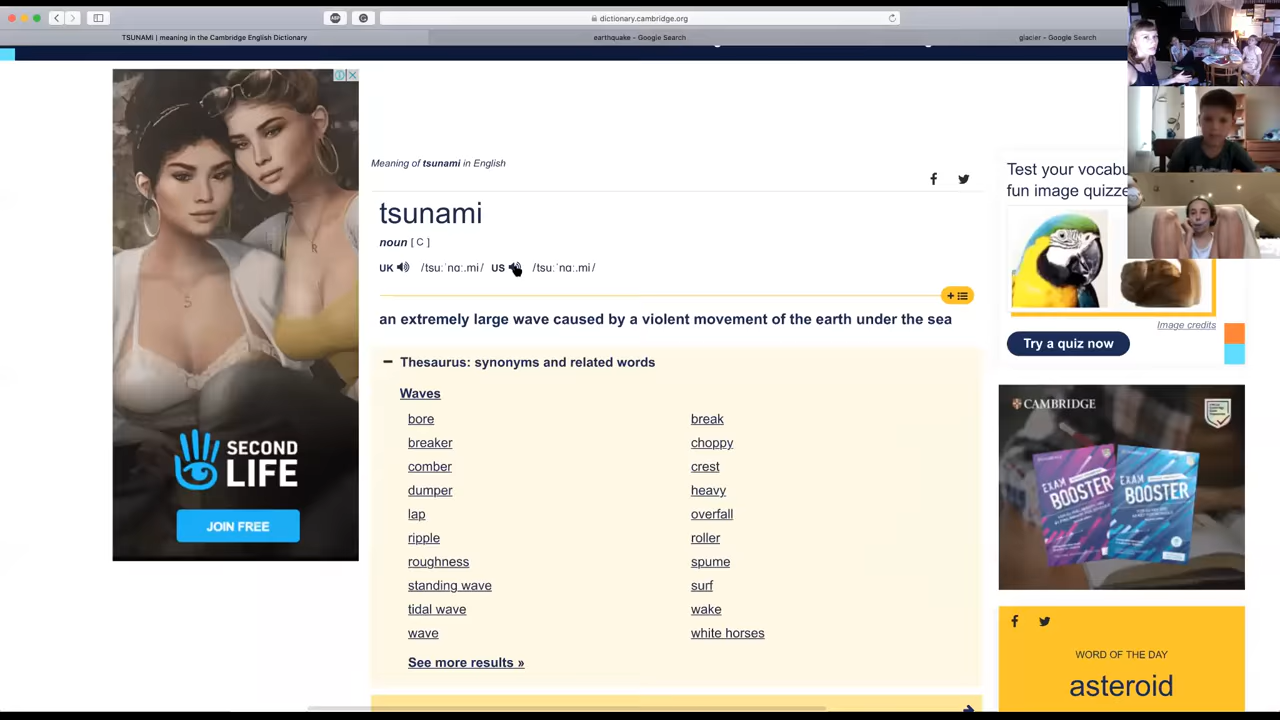 dictionary.cambridge.org
TSUNAMI | meaning in the Cambridge English Dictionary
earthquake – Google Search
glacier – Google Search
Meaning of tsunami in English
tsunami
noun [ C ]
UK /tsuːˈnɑː.mi/ US /tsuːˈnɑː.mi/
an extremely large wave caused by a violent movement of the earth under the sea
Thesaurus: synonyms and related words
Waves
bore
breaker
comber
dumper
lap
ripple
roughness
standing wave
tidal wave
wave
break
choppy
crest
heavy
overfall
roller
spume
surf
wake
white horses
See more results »
SECOND
LIFE
JOIN FREE
Test your vocabu
fun image quizze
Image credits
Try a quiz now
CAMBRIDGE
EXAM
BOOSTER
EXAM
BOOSTER
WORD OF THE DAY
asteroid